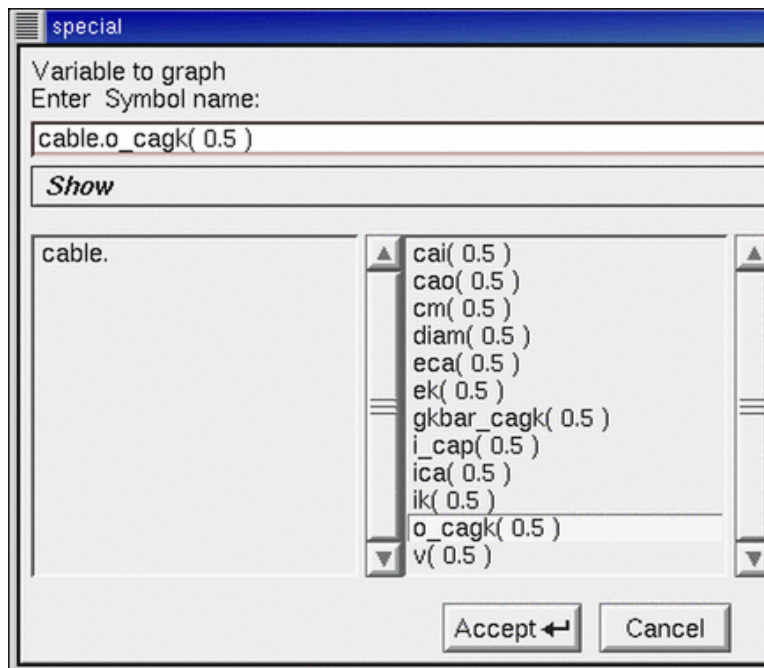 special
Variable to graph
Enter Symbol name:
cable.o_cagk( 0.5 )
Show
cable.
cai( 0.5 )
cao( 0.5 )
cm( 0.5 )
diam( 0.5 )
eca( 0.5 )
ek( 0.5 )
gkbar_cagk( 0.5 )
i_cap( 0.5 )
ica( 0.5 )
ik( 0.5 )
o_cagk( 0.5 )
v( 0.5 )
Accept Cancel